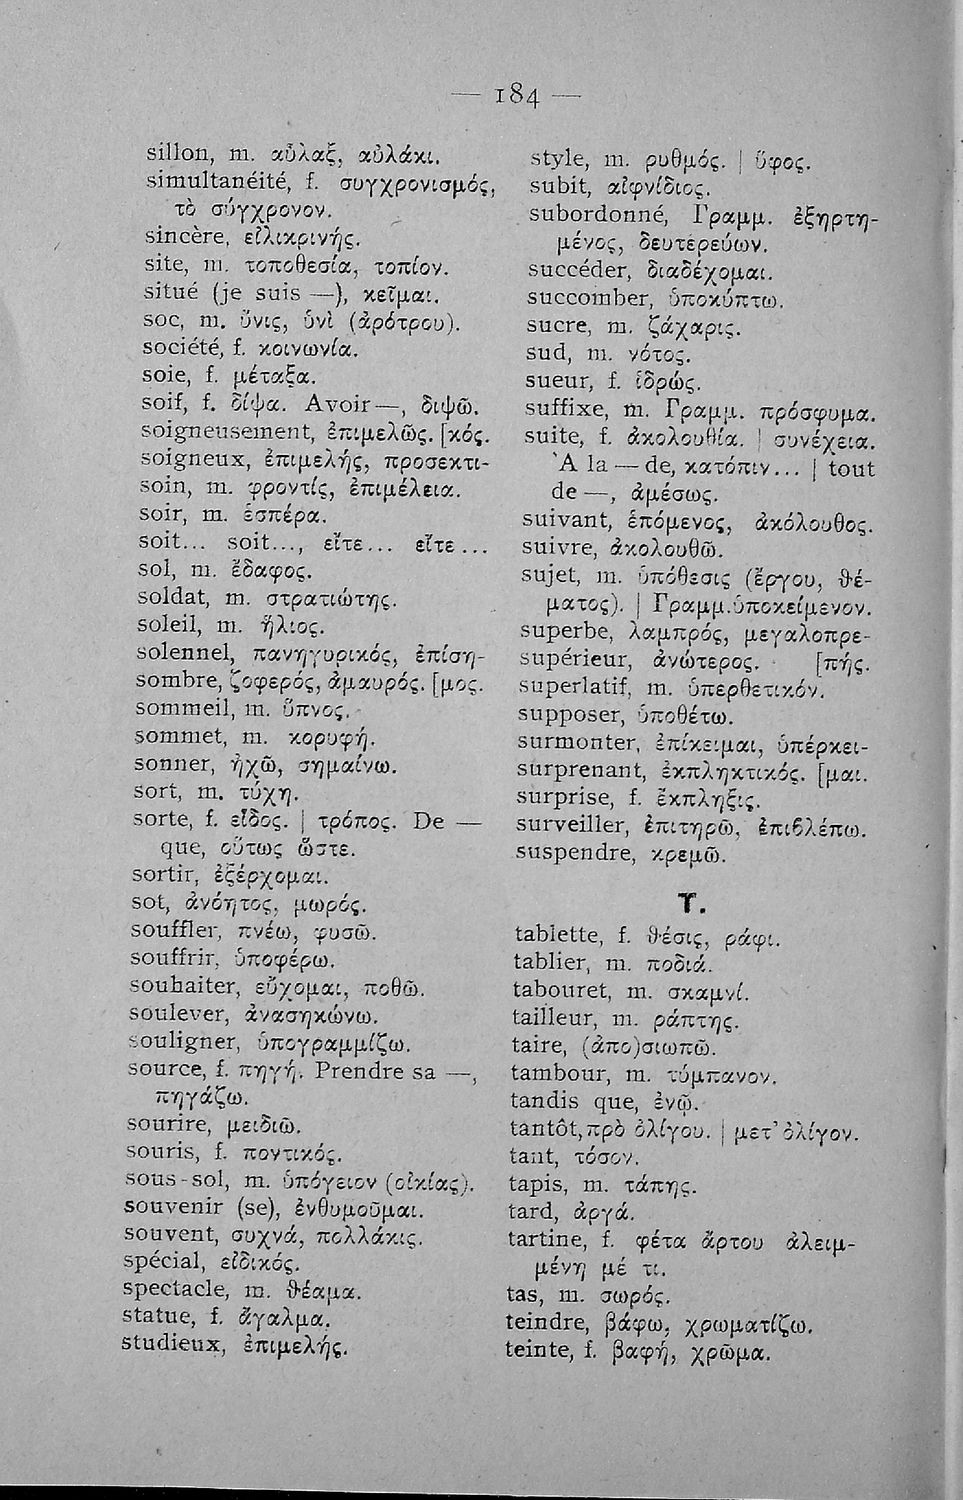 — 184 —
sillon, m. αὖλαξ, αὐλάκι.
simultanéité, f. συγχρονισμός,
τὸ σύγχρονον.
sincère, εἰλικρινής.
site, m. τοποθεσία, τοπίον.
situé (je suis —), κεῖμαι.
soc, m. ὕνις, ὑνὶ (ἀρότρου).
société, f. κοινωνία.
soie, f. μέταξα.
soif, f. δίψα. Avoir —, διψῶ.
soigneusement, ἐπιμελῶς. [κός.
soigneux, ἐπιμελής, προσεκτι-
soin, m. φροντίς, ἐπιμέλεια.
soir, m. ἑσπέρα.
soit... soit..., εἴτε... εἴτε...
sol, m. ἔδαφος.
soldat, m. στρατιώτης.
soleil, m. ἥλιος.
solennel, πανηγυρικός, ἐπίση-
sombre, ζοφερός, ἀμαυρός. [μος.
sommeil, m. ὕπνος.
sommet, m. κορυφή.
sonner, ἠχῶ, σημαίνω.
sort, m. τύχη.
sorte, f. εἶδος. | τρόπος. De —
que, οὕτως ὥστε.
sortir, ἐξέρχομαι.
sot, ἀνόητος, μωρός.
souffler, πνέω, φυσῶ.
souffrir, ὑποφέρω.
souhaiter, εὔχομαι, ποθῶ.
soulever, ἀνασηκώνω.
souligner, ὑπογραμμίζω.
source, f. πηγή. Prendre sa —,
πηγάζω.
sourire, μειδιῶ.
souris, f. ποντικός.
sous-sol, m. ὑπόγειον (οἰκίας).
souvenir (se), ἐνθυμοῦμαι.
souvent, συχνά, πολλάκις.
spécial, εἰδικός.
spectacle, m. θέαμα.
statue, f. ἄγαλμα.
studieux, ἐπιμελής.
style, m. ρυθμός. | ὕφος.
subit, αἰφνίδιος.
subordonné, Γραμμ. ἐξηρτη-
μένος, δευτερεύων.
succéder, διαδέχομαι.
succomber, ὑποκύπτω.
sucre, m. ζάχαρις.
sud, m. νότος.
sueur, f. ἱδρώς.
suffixe, m. Γραμμ. πρόσφυμα.
suite, f. ἀκολουθία. | συνέχεια.
'A la — de, κατόπιν... | tout
de —, ἀμέσως.
suivant, ἑπόμενος, ἀκόλουθος.
suivre, ἀκολουθῶ.
sujet, m. ὑπόθεσις (ἔργου, θέ-
ματος). | Γραμμ. ὑποκείμενον.
superbe, λαμπρός, μεγαλοπρε-
supérieur, ἀνώτερος. [πής.
superlatif, m. ὑπερθετικόν.
supposer, ὑποθέτω.
surmonter, ἐπίκειμαι, ὑπέρκει-
surprenant, ἐκπληκτικός. [μαι.
surprise, f. ἔκπληξις.
surveiller, ἐπιτηρῶ, ἐπιβλέπω.
suspendre, κρεμῶ.
T.
tablette, f. θέσις, ράφι.
tablier, m. ποδιά.
tabouret, m. σκαμνί.
tailleur, m. ράπτης.
taire, (ἀπο)σιωπῶ.
tambour, m. τύμπανον.
tandis que, ἐνῷ.
tantôt, πρὸ ὀλίγου. | μετ' ὀλίγον.
tant, τόσον.
tapis, m. τάπης.
tard, ἀργά.
tartine, f. φέτα ἄρτου ἀλειμ-
μένη μέ τι.
tas, m. σωρός.
teindre, βάφω, χρωματίζω.
teinte, f. βαφή, χρῶμα.